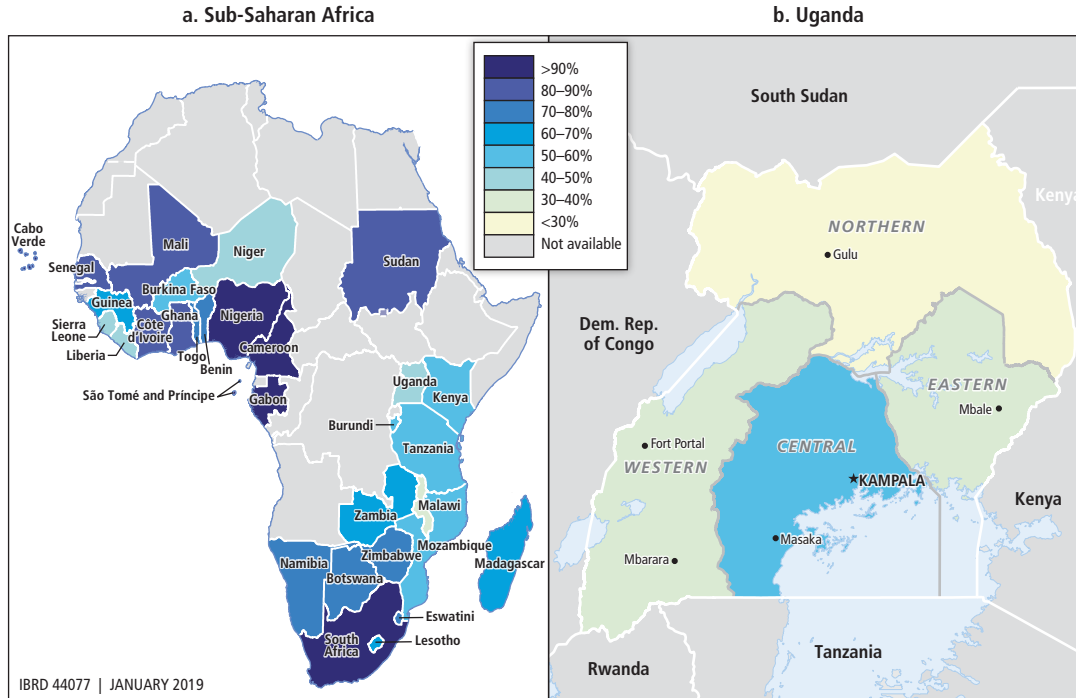 a. Sub-Saharan Africa
b. Uganda
>90%
80–90%
70–80%
60–70%
50–60%
40–50%
30–40%
<30%
Not available
Cabo
Verde
Senegal
Mali
Niger
Sudan
Guinea
Burkina Faso
Sierra
Leone
Liberia
Côte
d'Ivoire
Ghana
Togo
Benin
Nigeria
Cameroon
São Tomé and Príncipe
Gabon
Uganda
Kenya
Burundi
Tanzania
Zambia
Malawi
Mozambique
Zimbabwe
Madagascar
Namibia
Botswana
Eswatini
South
Africa
Lesotho
IBRD 44077 | JANUARY 2019
South Sudan
Kenya
NORTHERN
Gulu
Dem. Rep.
of Congo
EASTERN
Mbale
Fort Portal
WESTERN
CENTRAL
KAMPALA
Kenya
Masaka
Mbarara
Rwanda
Tanzania